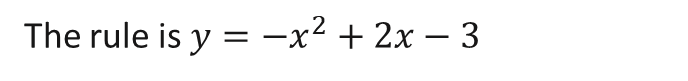 The rule is y = −x² + 2x − 3